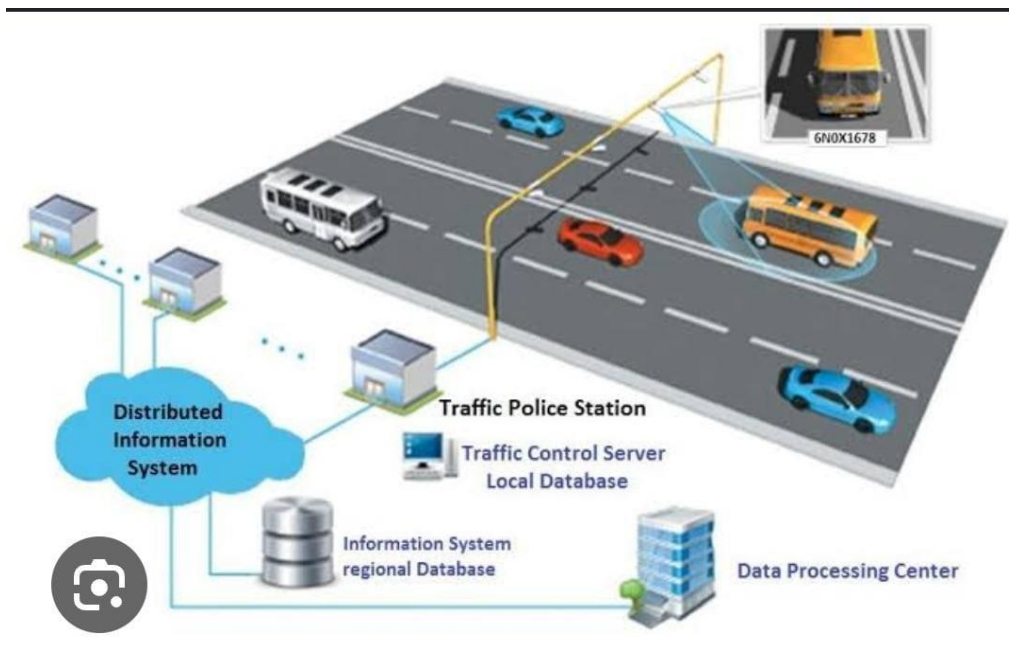 6N0X1678
Distributed
Information
System
Traffic Police Station
Traffic Control Server
Local Database
Information System
regional Database
Data Processing Center